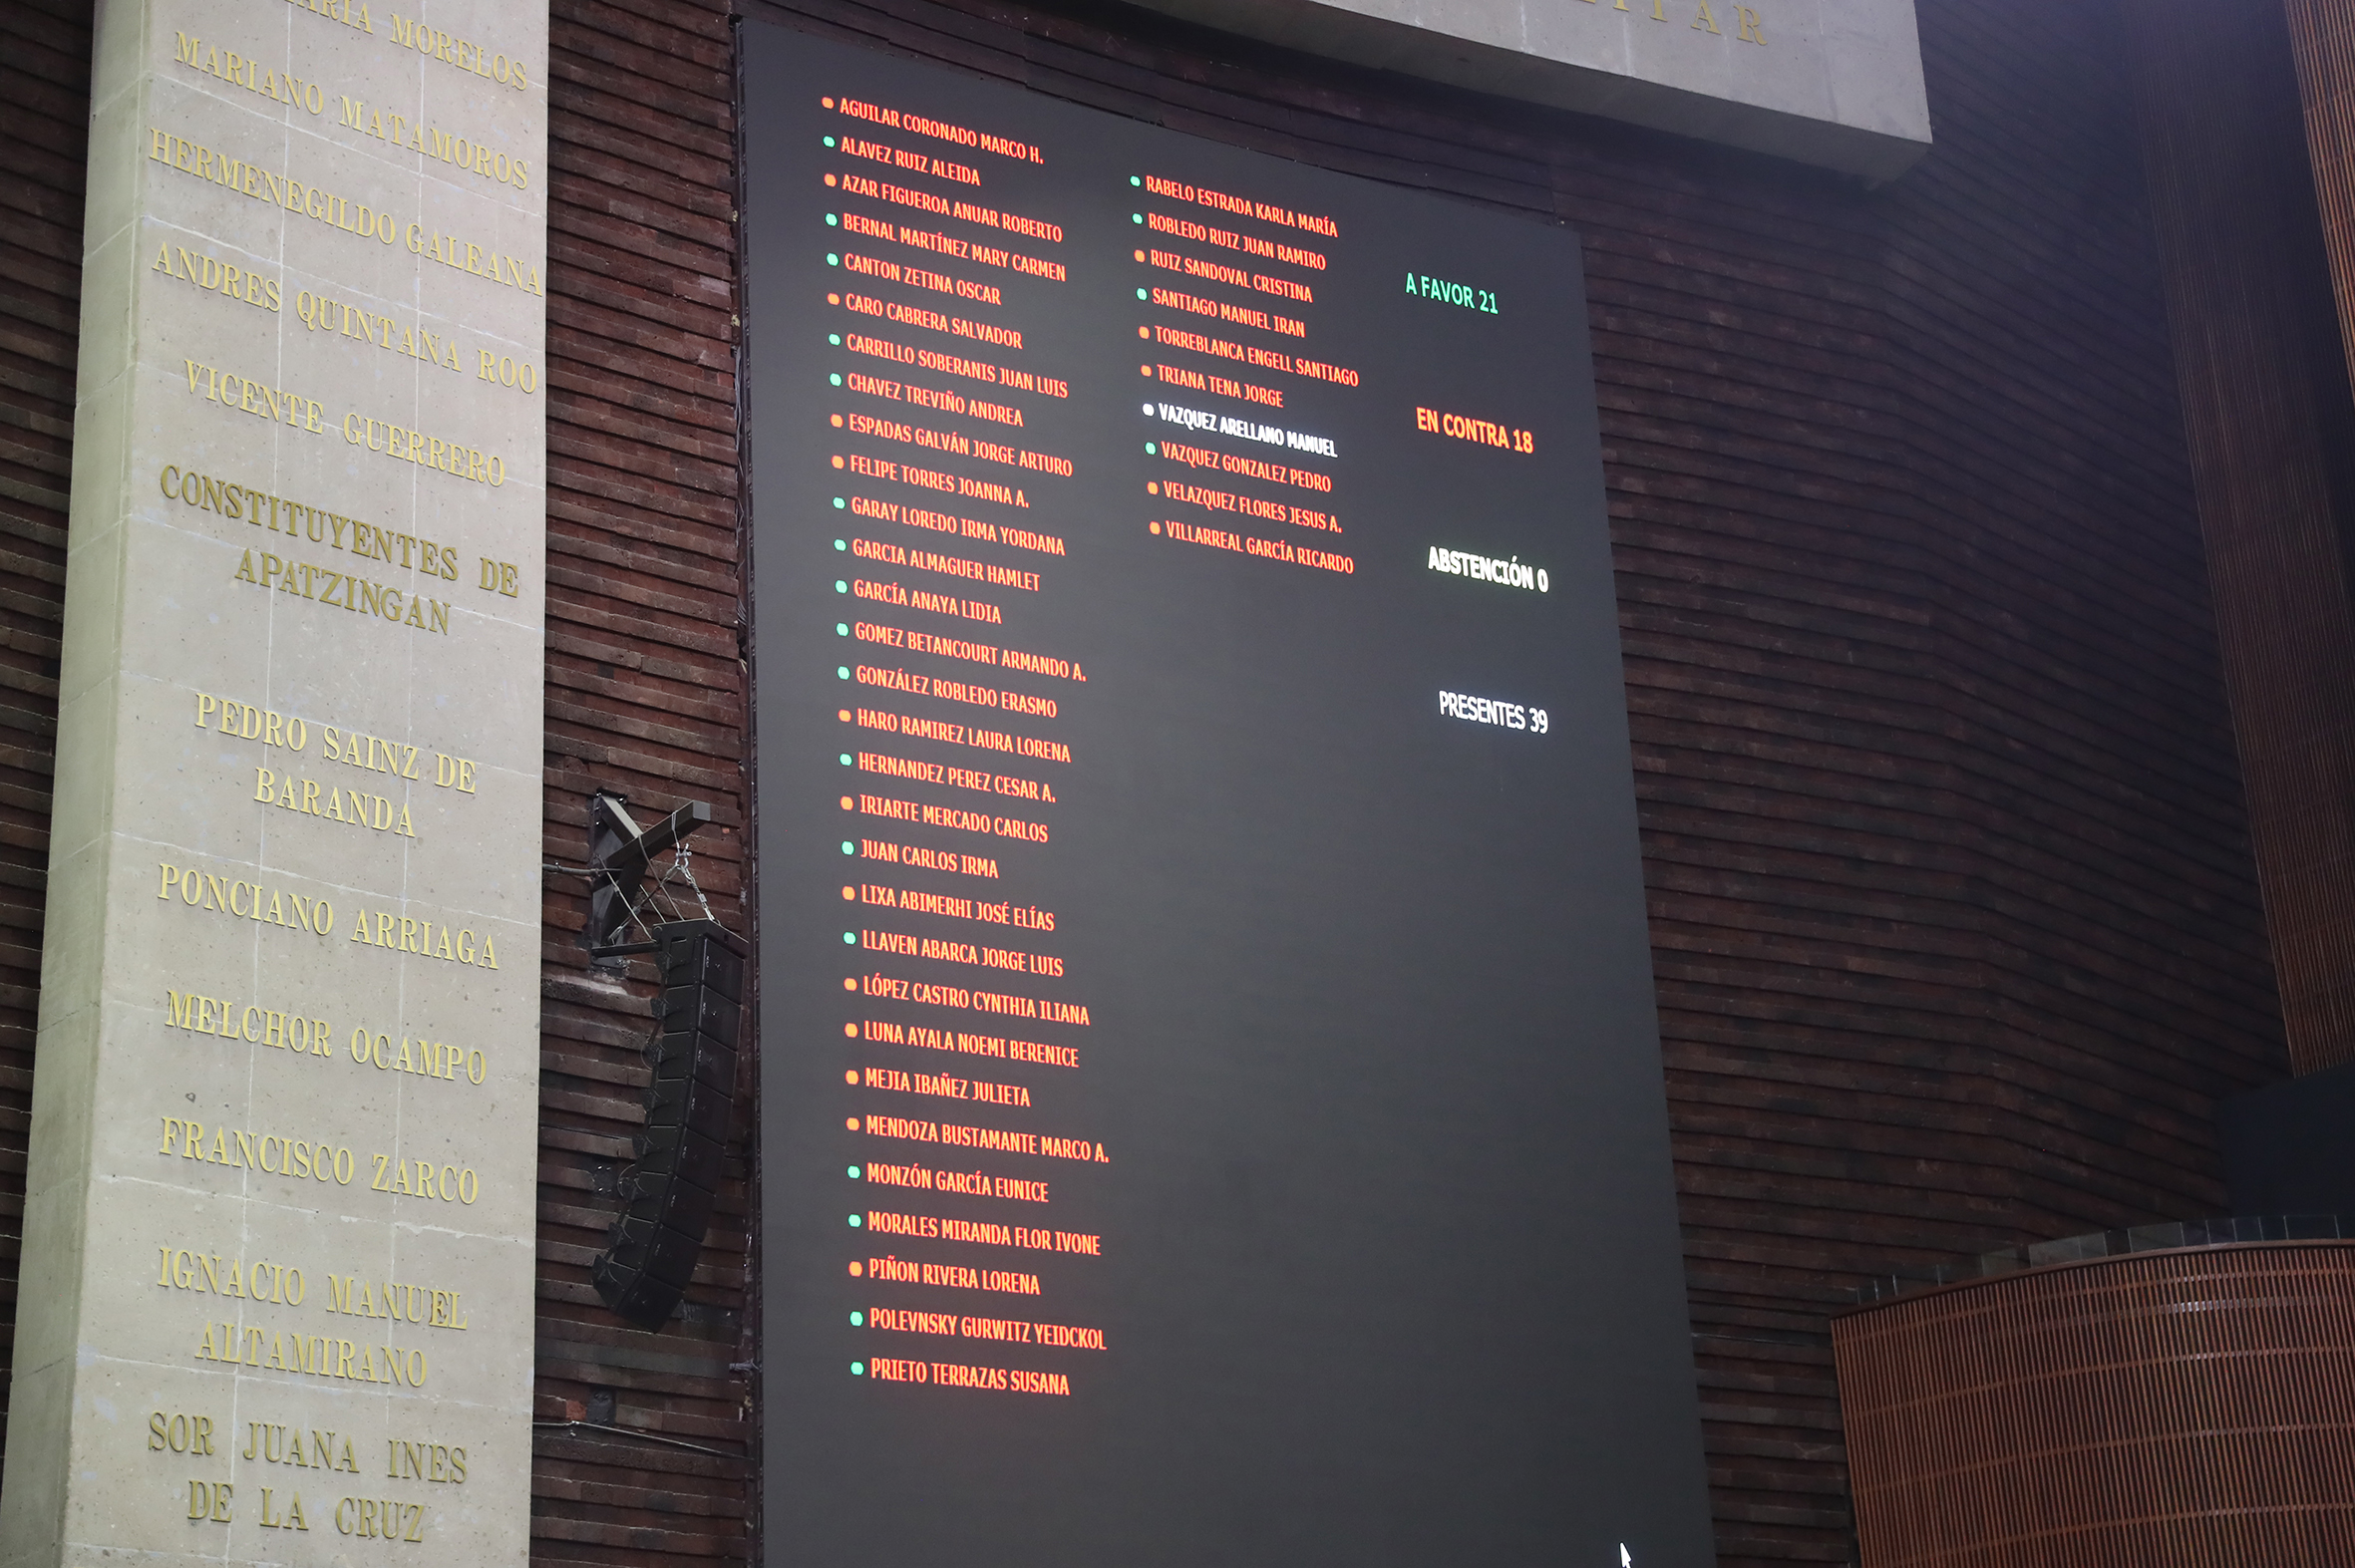 MORELOS
MARIANO MATAMOROS
HERMENEGILDO GALEANA
ANDRES QUINTANA ROO
VICENTE GUERRERO
CONSTITUYENTES DE
APATZINGAN
PEDRO SAINZ DE
BARANDA
PONCIANO ARRIAGA
MELCHOR OCAMPO
FRANCISCO ZARCO
IGNACIO MANUEL
ALTAMIRANO
SOR JUANA INES
DE LA CRUZ
AGUILAR CORONADO MARCO H.
ALAVEZ RUIZ ALEIDA
AZAR FIGUEROA ANUAR ROBERTO
BERNAL MARTÍNEZ MARY CARMEN
CANTON ZETINA OSCAR
CARO CABRERA SALVADOR
CARRILLO SOBERANIS JUAN LUIS
CHAVEZ TREVIÑO ANDREA
ESPADAS GALVÁN JORGE ARTURO
FELIPE TORRES JOANNA A.
GARAY LOREDO IRMA YORDANA
GARCIA ALMAGUER HAMLET
GARCÍA ANAYA LIDIA
GOMEZ BETANCOURT ARMANDO A.
GONZÁLEZ ROBLEDO ERASMO
HARO RAMIREZ LAURA LORENA
HERNANDEZ PEREZ CESAR A.
IRIARTE MERCADO CARLOS
JUAN CARLOS IRMA
LIXA ABIMERHI JOSÉ ELÍAS
LLAVEN ABARCA JORGE LUIS
LÓPEZ CASTRO CYNTHIA ILIANA
LUNA AYALA NOEMI BERENICE
MEJIA IBAÑEZ JULIETA
MENDOZA BUSTAMANTE MARCO A.
MONZÓN GARCÍA EUNICE
MORALES MIRANDA FLOR IVONE
PIÑON RIVERA LORENA
POLEVNSKY GURWITZ YEIDCKOL
PRIETO TERRAZAS SUSANA
RABELO ESTRADA KARLA MARÍA
ROBLEDO RUIZ JUAN RAMIRO
RUIZ SANDOVAL CRISTINA
SANTIAGO MANUEL IRAN
TORREBLANCA ENGELL SANTIAGO
TRIANA TENA JORGE
VAZQUEZ ARELLANO MANUEL
VAZQUEZ GONZALEZ PEDRO
VELAZQUEZ FLORES JESUS A.
VILLARREAL GARCÍA RICARDO
A FAVOR 21
EN CONTRA 18
ABSTENCIÓN 0
PRESENTES 39